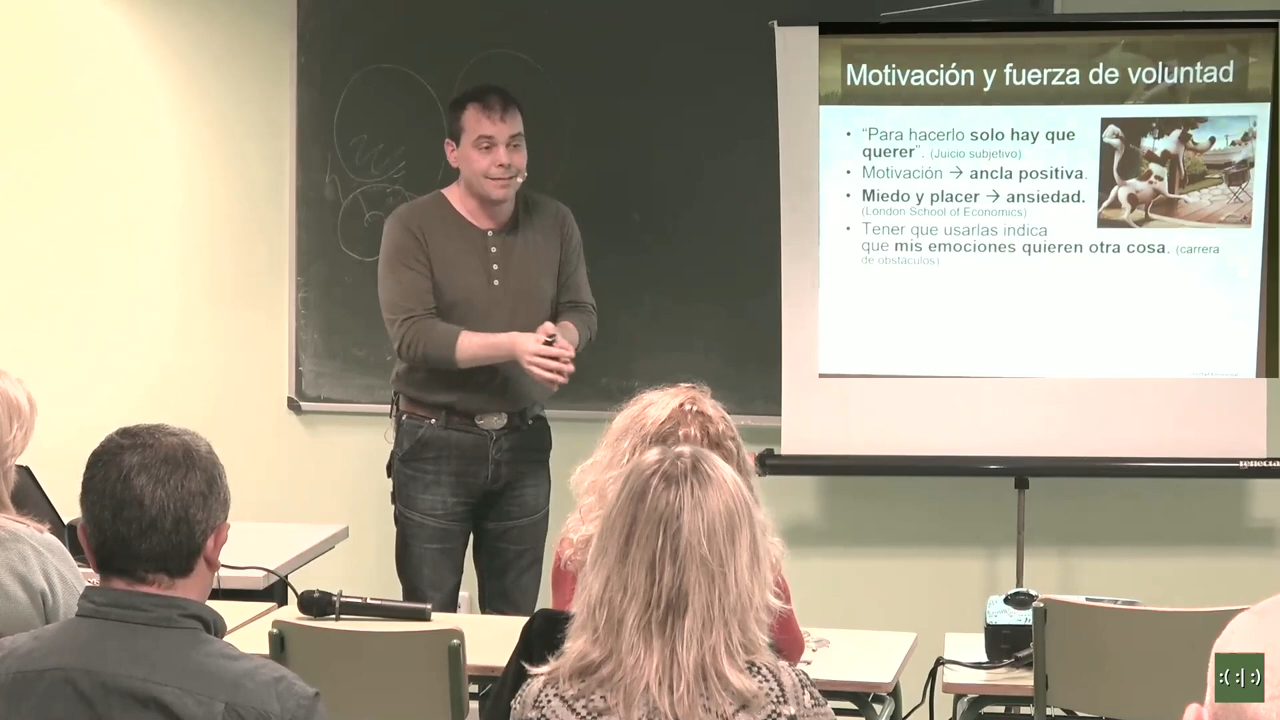 Motivación y fuerza de voluntad
• “Para hacerlo solo hay que
querer”. (Juicio subjetivo)
• Motivación → ancla positiva.
• Miedo y placer → ansiedad.
(London School of Economics)
• Tener que usarlas indica
que mis emociones quieren otra cosa. (carrera
de obstáculos)
:( :| :)